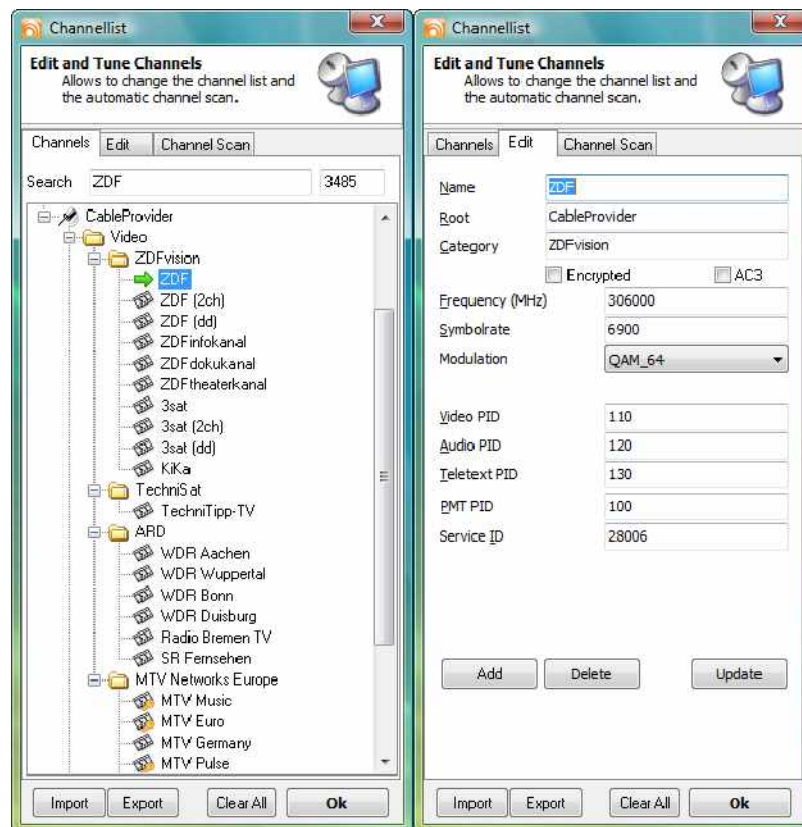 Channellist
Edit and Tune Channels
Allows to change the channel list and
the automatic channel scan.
Channels Edit Channel Scan
Search ZDF 3485
CableProvider
Video
ZDFvision
ZDF
ZDF (2ch)
ZDF (dd)
ZDFinfokanal
ZDFdokukanal
ZDFtheaterkanal
3sat
3sat (2ch)
3sat (dd)
KiKa
TechniSat
TechniTipp-TV
ARD
WDR Aachen
WDR Wuppertal
WDR Bonn
WDR Duisburg
Radio Bremen TV
SR Fernsehen
MTV Networks Europe
MTV Music
MTV Euro
MTV Germany
MTV Pulse
Import Export Clear All Ok
Channellist
Edit and Tune Channels
Allows to change the channel list and
the automatic channel scan.
Channels Edit Channel Scan
Name ZDF
Root CableProvider
Category ZDFvision
Encrypted AC3
Frequency (MHz) 306000
Symbolrate 6900
Modulation QAM_64
Video PID 110
Audio PID 120
Teletext PID 130
PMT PID 100
Service ID 28006
Add Delete Update
Import Export Clear All Ok